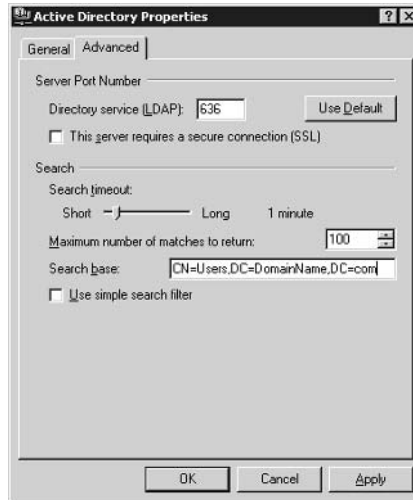 Active Directory Properties
General Advanced
Server Port Number
Directory service (LDAP): 636 Use Default
This server requires a secure connection (SSL)
Search
Search timeout:
Short Long 1 minute
Maximum number of matches to return: 100
Search base: CN=Users,DC=DomainName,DC=com
Use simple search filter
OK Cancel Apply